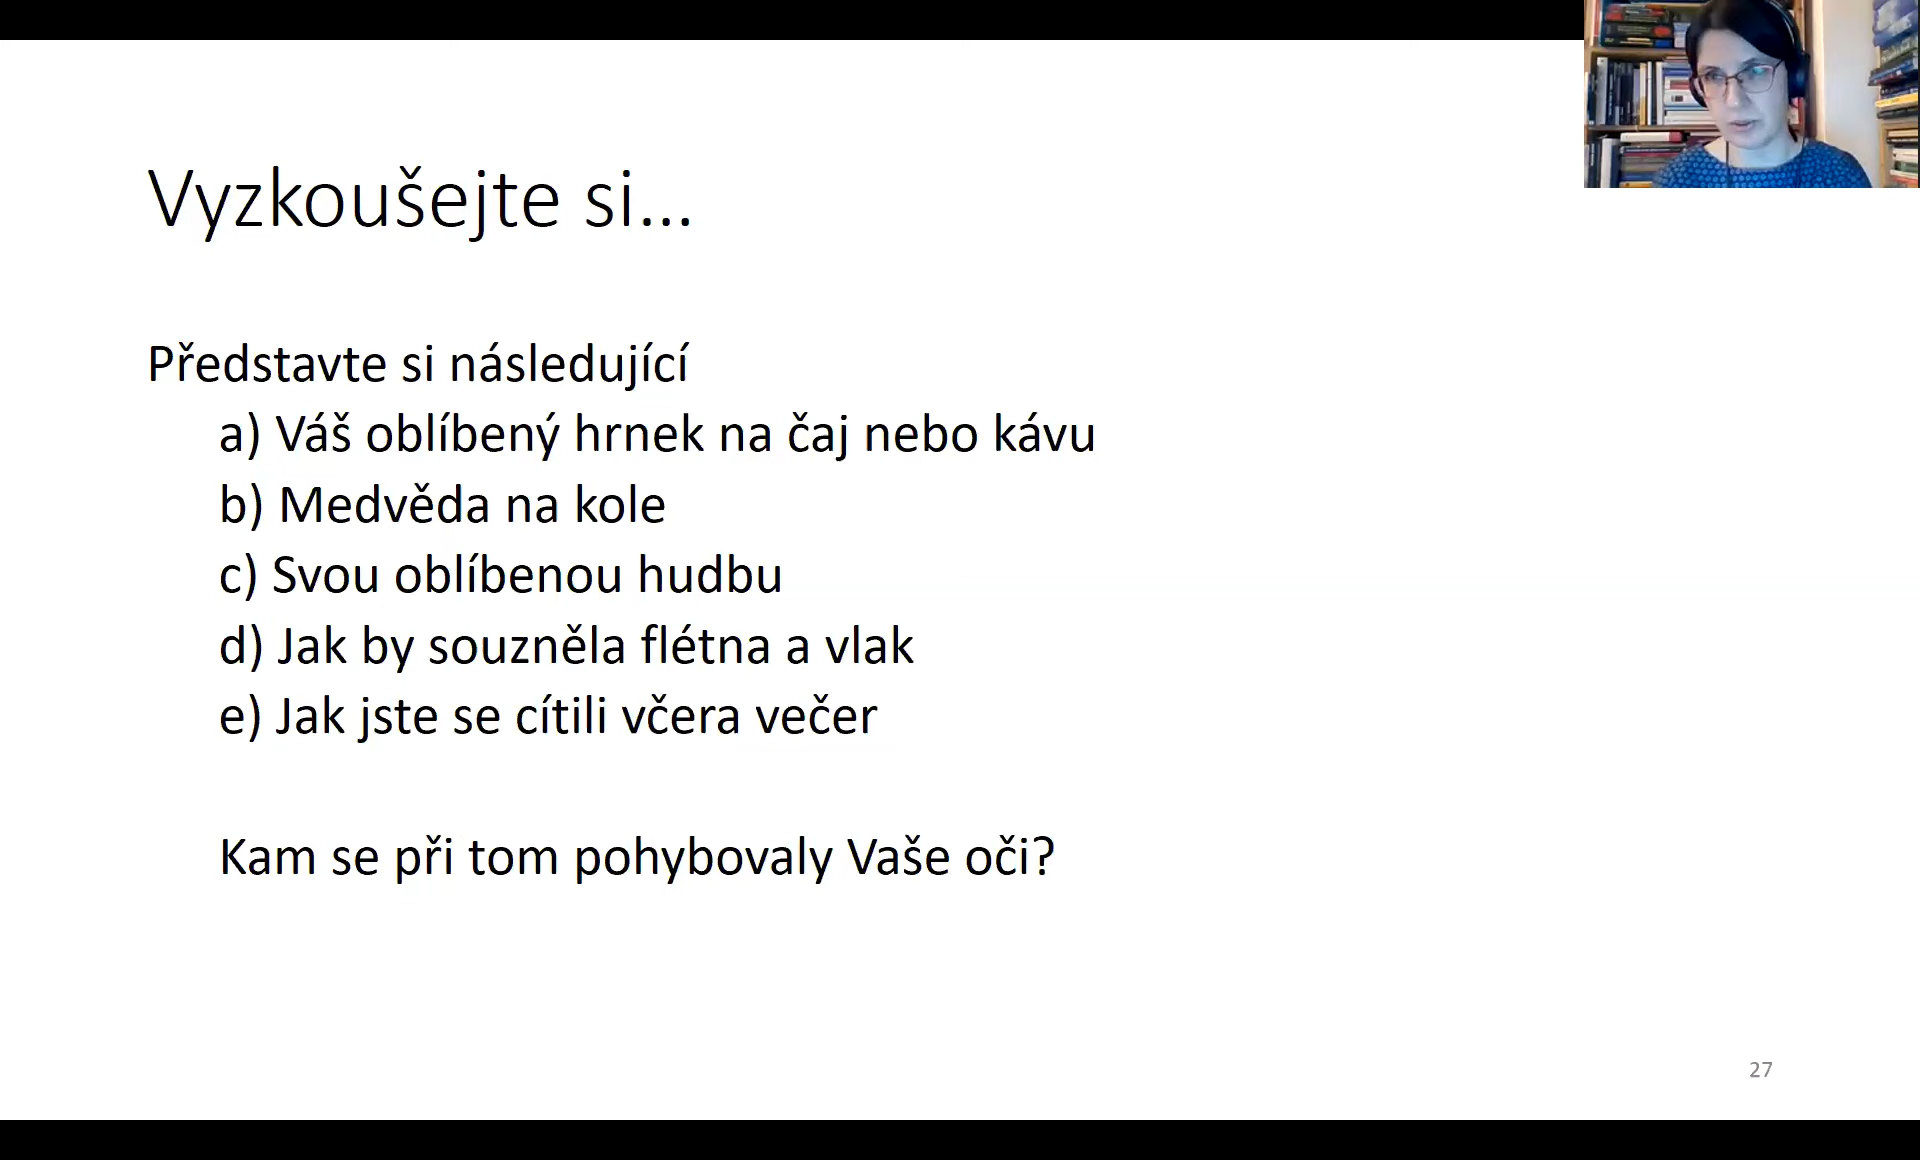 Vyzkoušejte si...
Představte si následující
a) Váš oblíbený hrnek na čaj nebo kávu
b) Medvěda na kole
c) Svou oblíbenou hudbu
d) Jak by souzněla flétna a vlak
e) Jak jste se cítili včera večer
Kam se při tom pohybovaly Vaše oči?
27